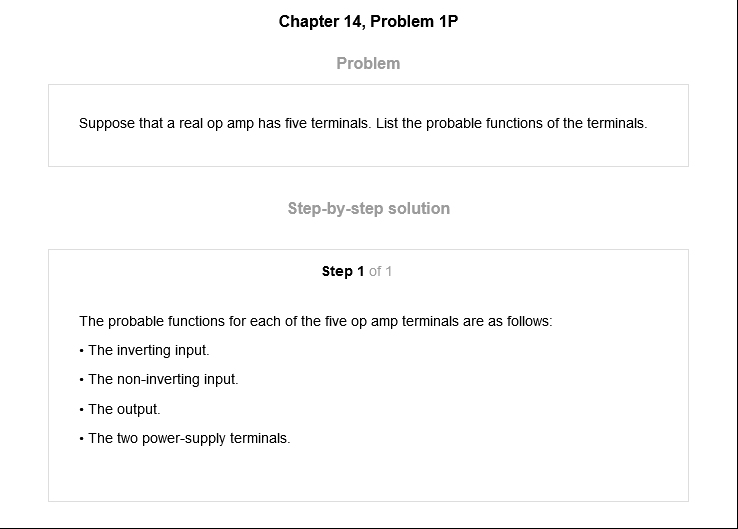 Chapter 14, Problem 1P
Problem
Suppose that a real op amp has five terminals. List the probable functions of the terminals.
Step-by-step solution
Step 1 of 1
The probable functions for each of the five op amp terminals are as follows:
• The inverting input.
• The non-inverting input.
• The output.
• The two power-supply terminals.